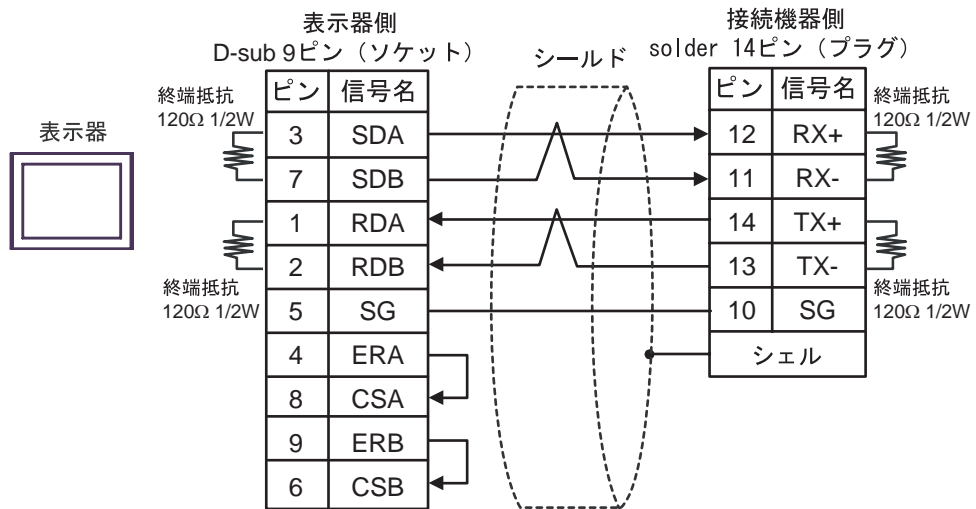 表示器側
D-sub 9ピン（ソケット）
シールド
接続機器側
solder 14ピン（プラグ）
表示器
終端抵抗
120Ω 1/2W
終端抵抗
120Ω 1/2W
ピン 信号名
3 SDA
7 SDB
1 RDA
2 RDB
5 SG
4 ERA
8 CSA
9 ERB
6 CSB
ピン 信号名
12 RX+
11 RX-
14 TX+
13 TX-
10 SG
シェル
終端抵抗
120Ω 1/2W
終端抵抗
120Ω 1/2W